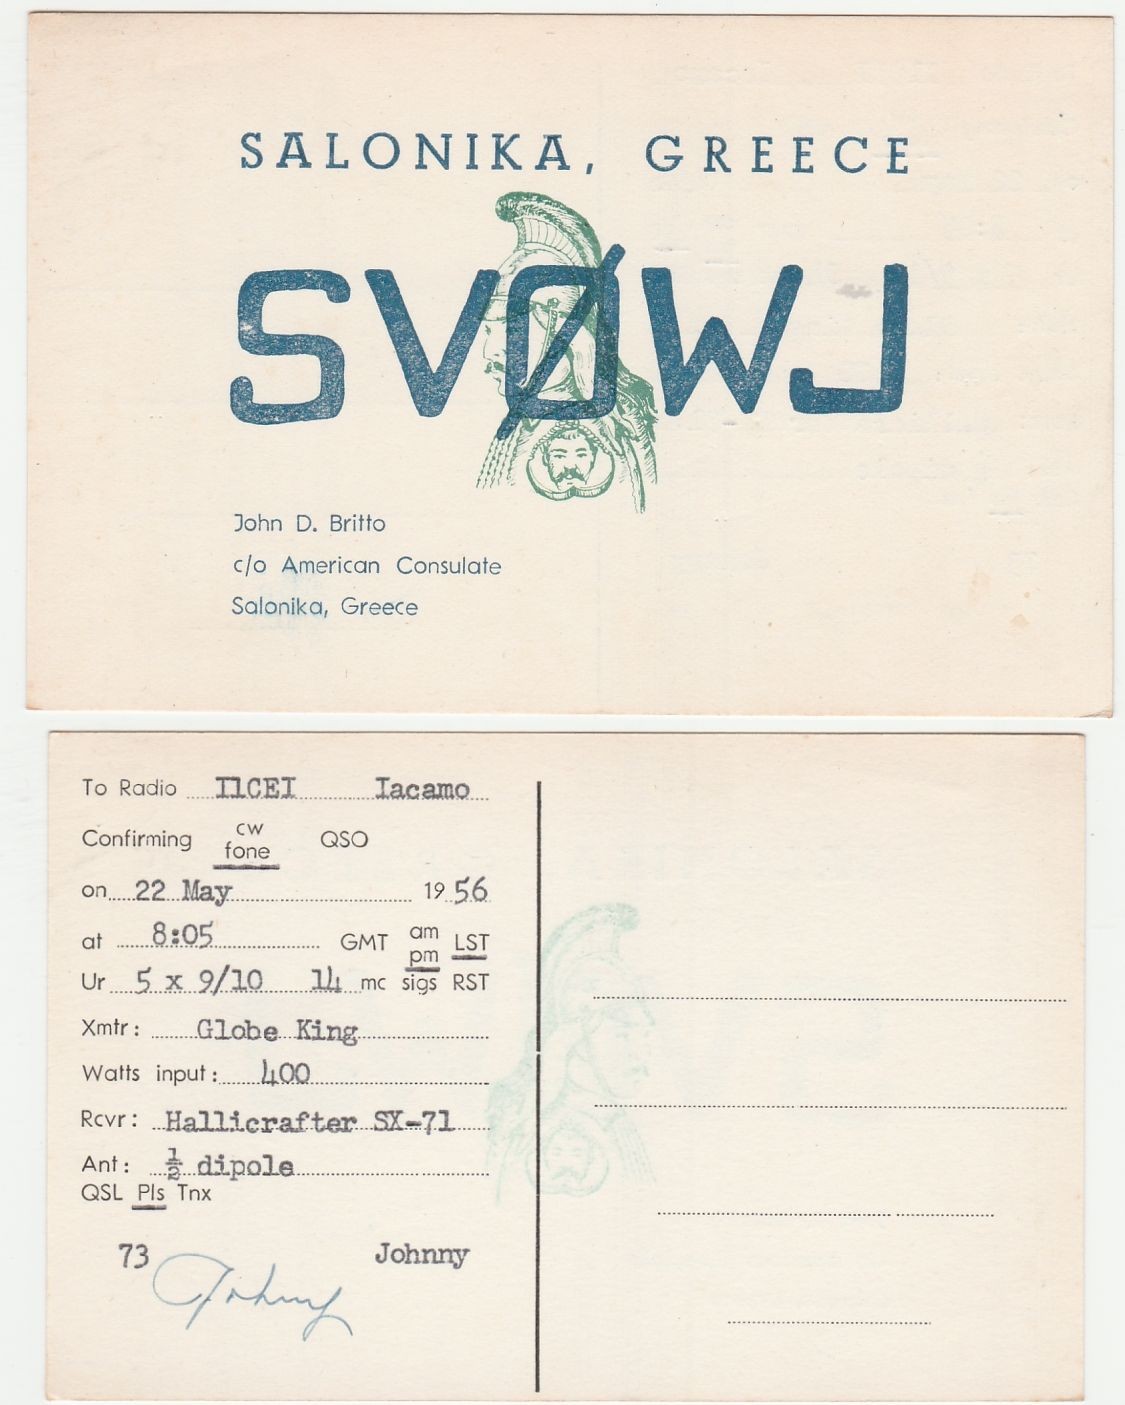 SALONIKA, GREECE
SVØWJ
John D. Britto
c/o American Consulate
Salonika, Greece
To Radio I1CEI Iacamo
Confirming cw fone QSO
on 22 May 1956
at 8:05 GMT am pm LST
Ur 5 x 9/10 14 mc sigs RST
Xmtr: Globe King
Watts input: 400
Rcvr: Hallicrafter SX-71
Ant: ½ dipole
QSL Pls Tnx
73 Johnny
Johnny